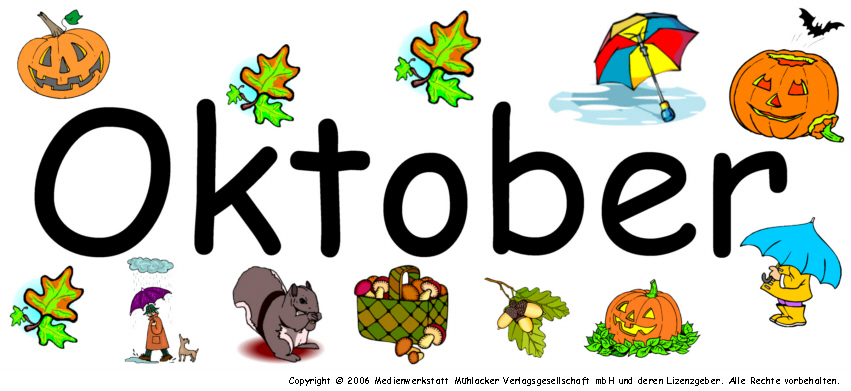 Oktober
Copyright © 2006 Medienwerkstatt Mühlacker Verlagsgesellschaft mbH und deren Lizenzgeber. Alle Rechte vorbehalten.